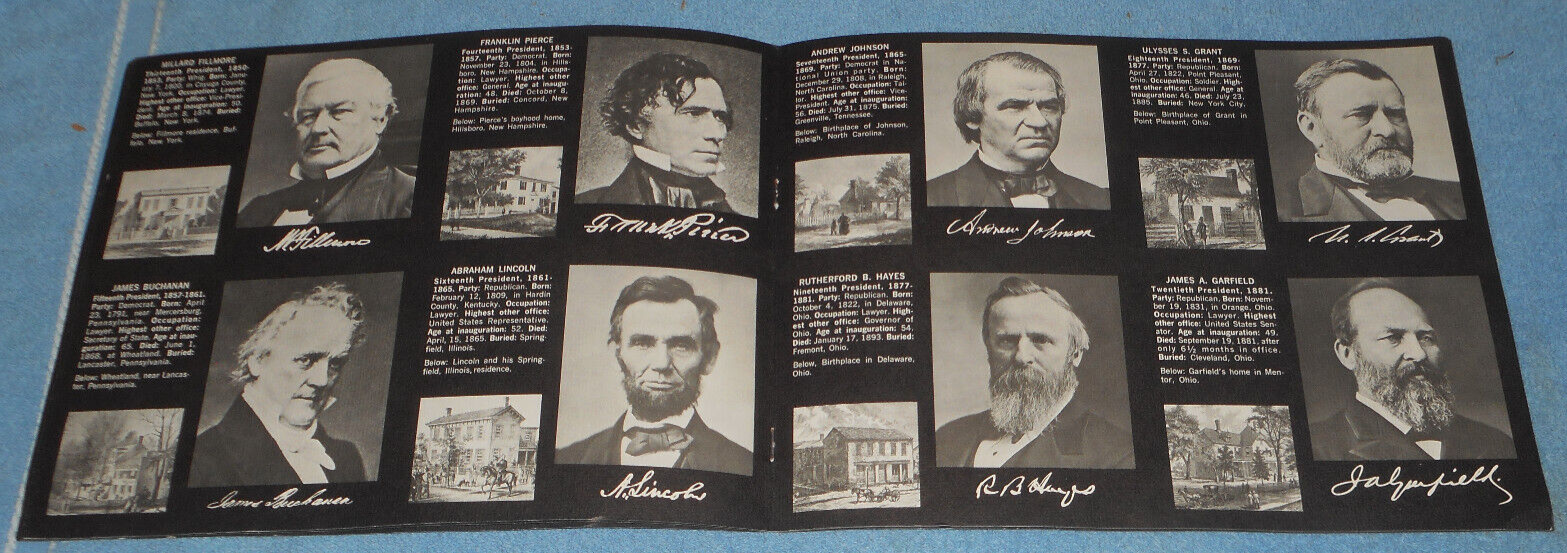 MILLARD FILLMORE
Thirteenth President, 1850-
1853. Party: Whig. Born: Janu-
ary 7, 1800, in Cayuga County,
New York. Occupation: Lawyer.
Highest other office: Vice-Presi-
dent. Age at inauguration: 50.
Died: March 8, 1874. Buried:
Buffalo, New York.
Below: Fillmore residence, Buf-
falo, New York.
M Fillmore
FRANKLIN PIERCE
Fourteenth President, 1853-
1857. Party: Democrat. Born:
November 23, 1804, in Hills-
boro, New Hampshire. Occupa-
tion: Lawyer. Highest other
office: General. Age at inaugu-
ration: 48. Died: October 8,
1869. Buried: Concord, New
Hampshire.
Below: Pierce's boyhood home,
Hillsboro, New Hampshire.
Pierce
JAMES BUCHANAN
Fifteenth President, 1857-1861.
Party: Democrat. Born: April
23, 1791, near Mercersburg,
Pennsylvania. Occupation:
Lawyer. Highest other office:
Secretary of State. Age at inau-
guration: 65. Died: June 1,
1868, at Wheatland. Buried:
Lancaster, Pennsylvania.
Below: Wheatland, near Lancas-
ter, Pennsylvania.
James Buchanan
ABRAHAM LINCOLN
Sixteenth President, 1861-
1865. Party: Republican. Born:
February 12, 1809, in Hardin
County, Kentucky. Occupation:
Lawyer. Highest other office:
United States Representative.
Age at inauguration: 52. Died:
April, 15, 1865. Buried: Spring-
field, Illinois.
Below: Lincoln and his Spring-
field, Illinois, residence.
A. Lincoln
ANDREW JOHNSON
Seventeenth President, 1865-
1869. Party: Democrat in Na-
tional Union party. Born:
December 29, 1808, in Raleigh,
North Carolina. Occupation: Tai-
lor. Highest other office: Vice-
President. Age at inauguration:
56. Died: July 31, 1875. Buried:
Greenville, Tennessee.
Below: Birthplace of Johnson,
Raleigh, North Carolina.
Andrew Johnson
ULYSSES S. GRANT
Eighteenth President, 1869-
1877. Party: Republican. Born:
April 27, 1822, Point Pleasant,
Ohio. Occupation: Soldier. High-
est other office: General. Age at
inauguration: 46. Died: July 23,
1885. Buried: New York City.
Below: Birthplace of Grant in
Point Pleasant, Ohio.
U. S. Grant
RUTHERFORD B. HAYES
Nineteenth President, 1877-
1881. Party: Republican. Born:
October 4, 1822, in Delaware,
Ohio. Occupation: Lawyer. High-
est other office: Governor of
Ohio. Age at inauguration: 54.
Died: January 17, 1893. Buried:
Fremont, Ohio.
Below, Birthplace in Delaware,
Ohio.
R B Hayes
JAMES A. GARFIELD
Twentieth President, 1881.
Party: Republican. Born: Novem-
ber 19, 1831, in Orange, Ohio.
Occupation: Lawyer. Highest
other office: United States Sen-
ator. Age at inauguration: 49.
Died: September 19, 1881, after
only 6½ months in office.
Buried: Cleveland, Ohio.
Below: Garfield's home in Men-
tor, Ohio.
J A Garfield